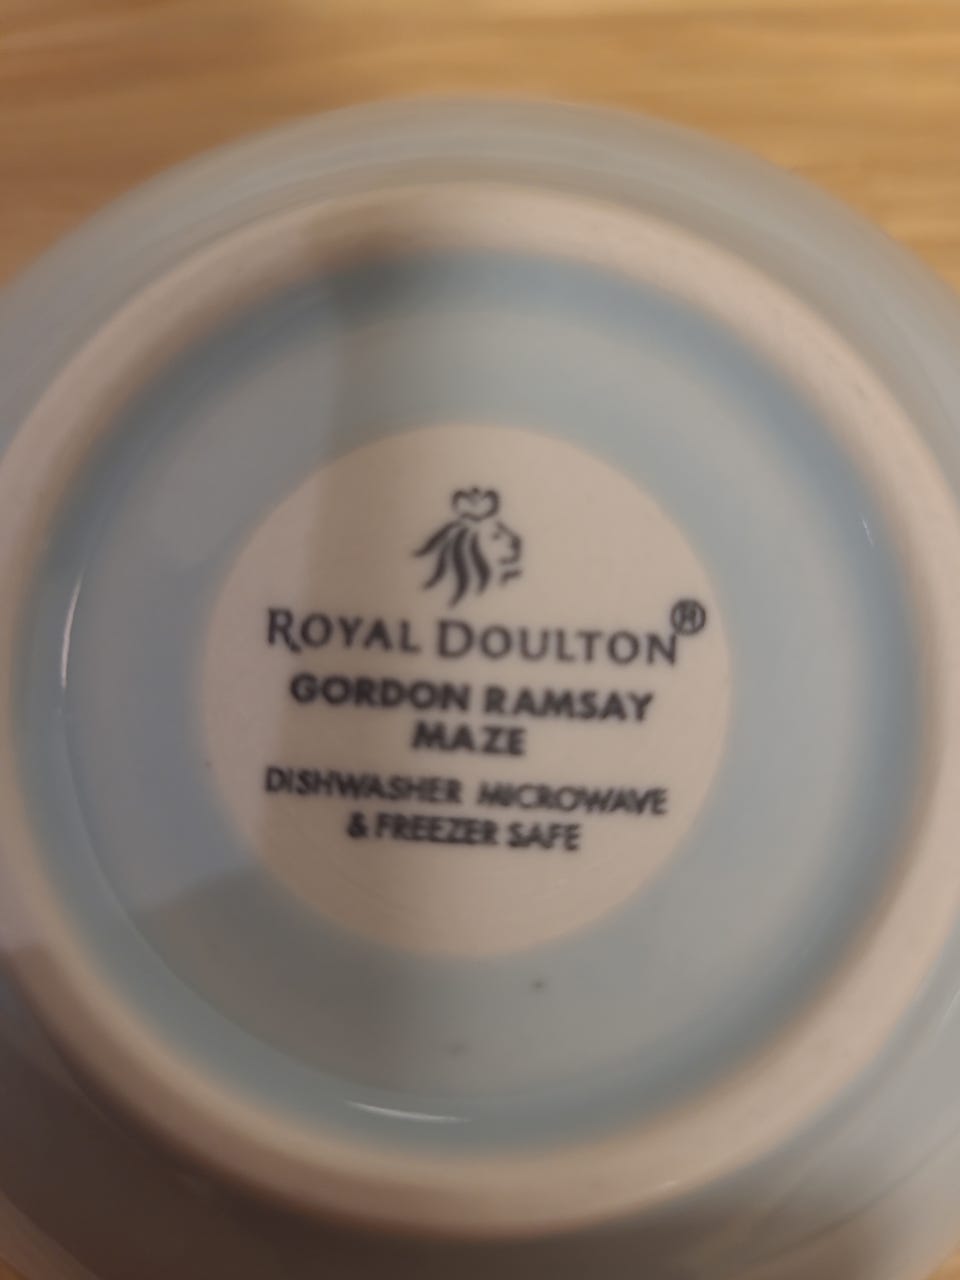 ROYAL DOULTON®
GORDON RAMSAY
MAZE
DISHWASHER MICROWAVE
& FREEZER SAFE